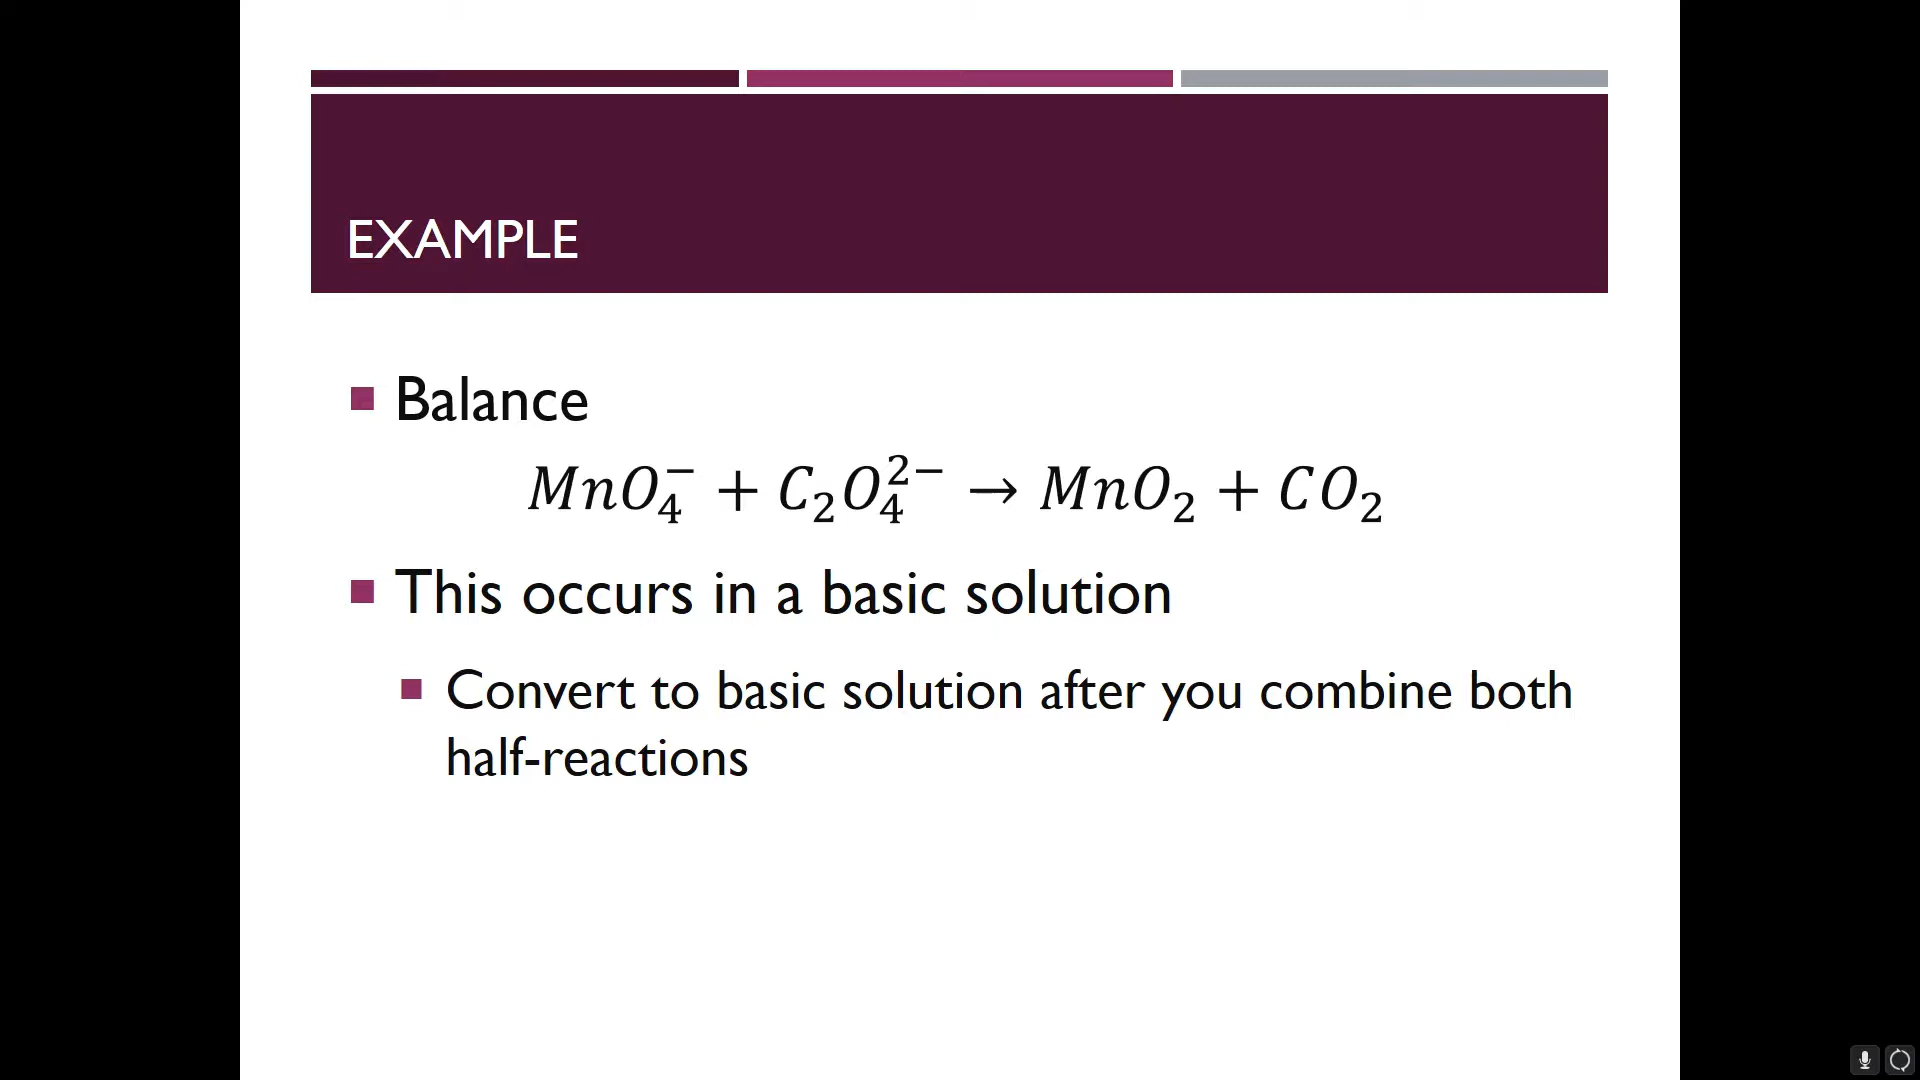 EXAMPLE
Balance
MnO₄⁻ + C₂O₄²⁻ → MnO₂ + CO₂
This occurs in a basic solution
Convert to basic solution after you combine both
half-reactions